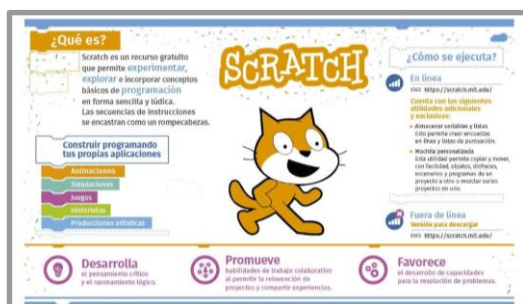 ¿Qué es?
Scratch es un recurso gratuito
que permite experimentar,
explorar e incorporar conceptos
básicos de programación
en forma sencilla y lúdica.
Las secuencias de instrucciones
se encastran como un rompecabezas.
Construir programando
tus propias aplicaciones
Animaciones
Simulaciones
Juegos
Historietas
Producciones artísticas
SCRATCH
¿Cómo se ejecuta?
En línea
https://scratch.mit.edu/
Cuenta con las siguientes
utilidades adicionales
y exclusivas:
Almacenar variables y listas
Esto permite crear encuestas
en línea y listas de puntuación.
Mochila personalizada
Esta utilidad permite copiar y mover,
con facilidad, objetos, disfraces,
escenarios y programas de un
proyecto a otro o mezclar varios
proyectos en uno.
Fuera de línea
Versión para descargar
https://scratch.mit.edu/
Desarrolla
el pensamiento crítico
y el razonamiento lógico.
Promueve
habilidades de trabajo colaborativo
al permitir la reinvención de
proyectos y compartir experiencias.
Favorece
el desarrollo de capacidades
para la resolución de problemas.